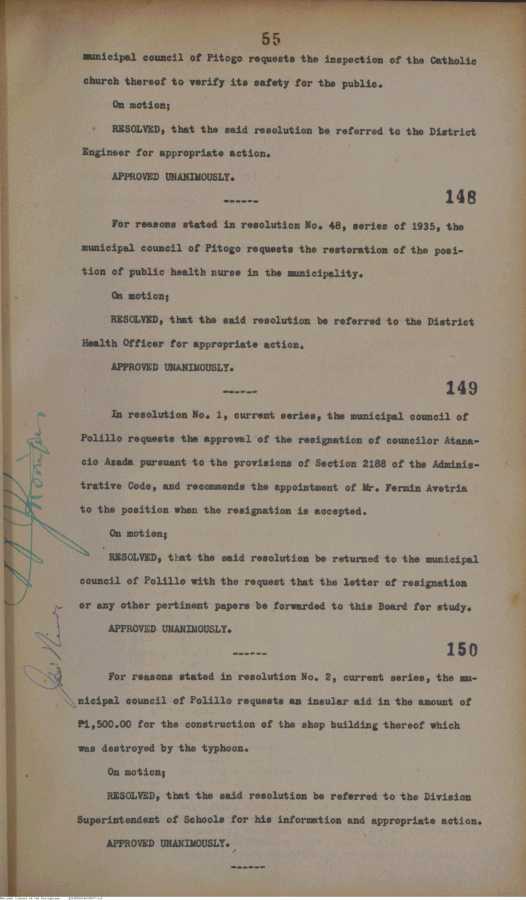 55
municipal council of Pitogo requests the inspection of the Catholic
church thereof to verify its safety for the public.
On motion;
RESOLVED, that the said resolution be referred to the District
Engineer for appropriate action.
APPROVED UNANIMOUSLY.
------
148
For reasons stated in resolution No. 48, series of 1935, the
municipal council of Pitogo requests the restoration of the posi-
tion of public health nurse in the municipality.
On motion;
RESOLVED, that the said resolution be referred to the District
Health Officer for appropriate action.
APPROVED UNANIMOUSLY.
------
149
In resolution No. 1, current series, the municipal council of
Polillo requests the approval of the resignation of councilor Atana-
cio Azada pursuant to the provisions of Section 2188 of the Adminis-
trative Code, and recommends the appointment of Mr. Fermin Avetria
to the position when the resignation is accepted.
On motion;
RESOLVED, that the said resolution be returned to the municipal
council of Polillo with the request that the letter of resignation
or any other pertinent papers be forwarded to this Board for study.
APPROVED UNANIMOUSLY.
------
150
For reasons stated in resolution No. 2, current series, the mu-
nicipal council of Polillo requests an insular aid in the amount of
₱1,500.00 for the construction of the shop building thereof which
was destroyed by the typhoon.
On motion;
RESOLVED, that the said resolution be referred to the Division
Superintendent of Schools for his information and appropriate action.
APPROVED UNANIMOUSLY.
------